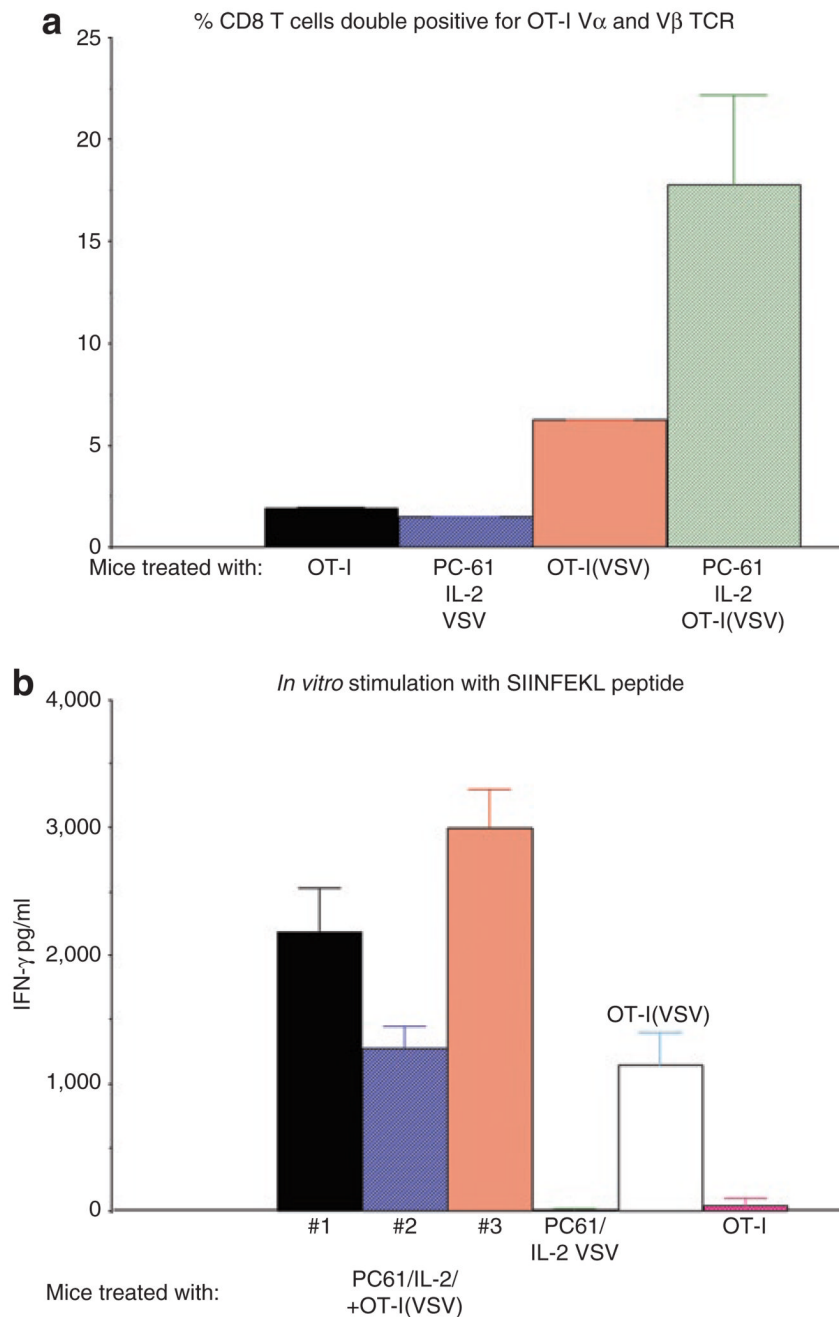 a
% CD8 T cells double positive for OT-I Vα and Vβ TCR
25
20
15
10
5
0
Mice treated with:
OT-I
PC-61
IL-2
VSV
OT-I(VSV)
PC-61
IL-2
OT-I(VSV)
b
In vitro stimulation with SIINFEKL peptide
IFN-γ pg/ml
4,000
3,000
2,000
1,000
0
OT-I(VSV)
#1
#2
#3
PC61/
IL-2 VSV
OT-I
Mice treated with:
PC61/IL-2/
+OT-I(VSV)